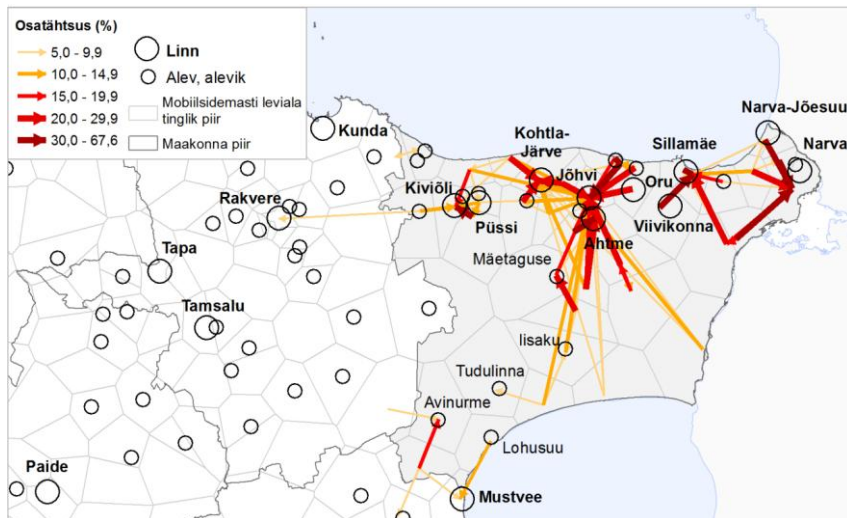 Osatähtsus (%)
5,0 - 9,9
10,0 - 14,9
15,0 - 19,9
20,0 - 29,9
30,0 - 67,6
Linn
Alev, alevik
Mobiilsidemasti leviala
tinglik piir
Maakonna piir
Kunda
Rakvere
Tapa
Tamsalu
Paide
Kiviõli
Püssi
Kohtla-
Järve
Jõhvi
Ahtme
Mäetaguse
Iisaku
Tudulinna
Avinurme
Lohusuu
Mustvee
Oru
Sillamäe
Viivikonna
Narva-Jõesuu
Narva